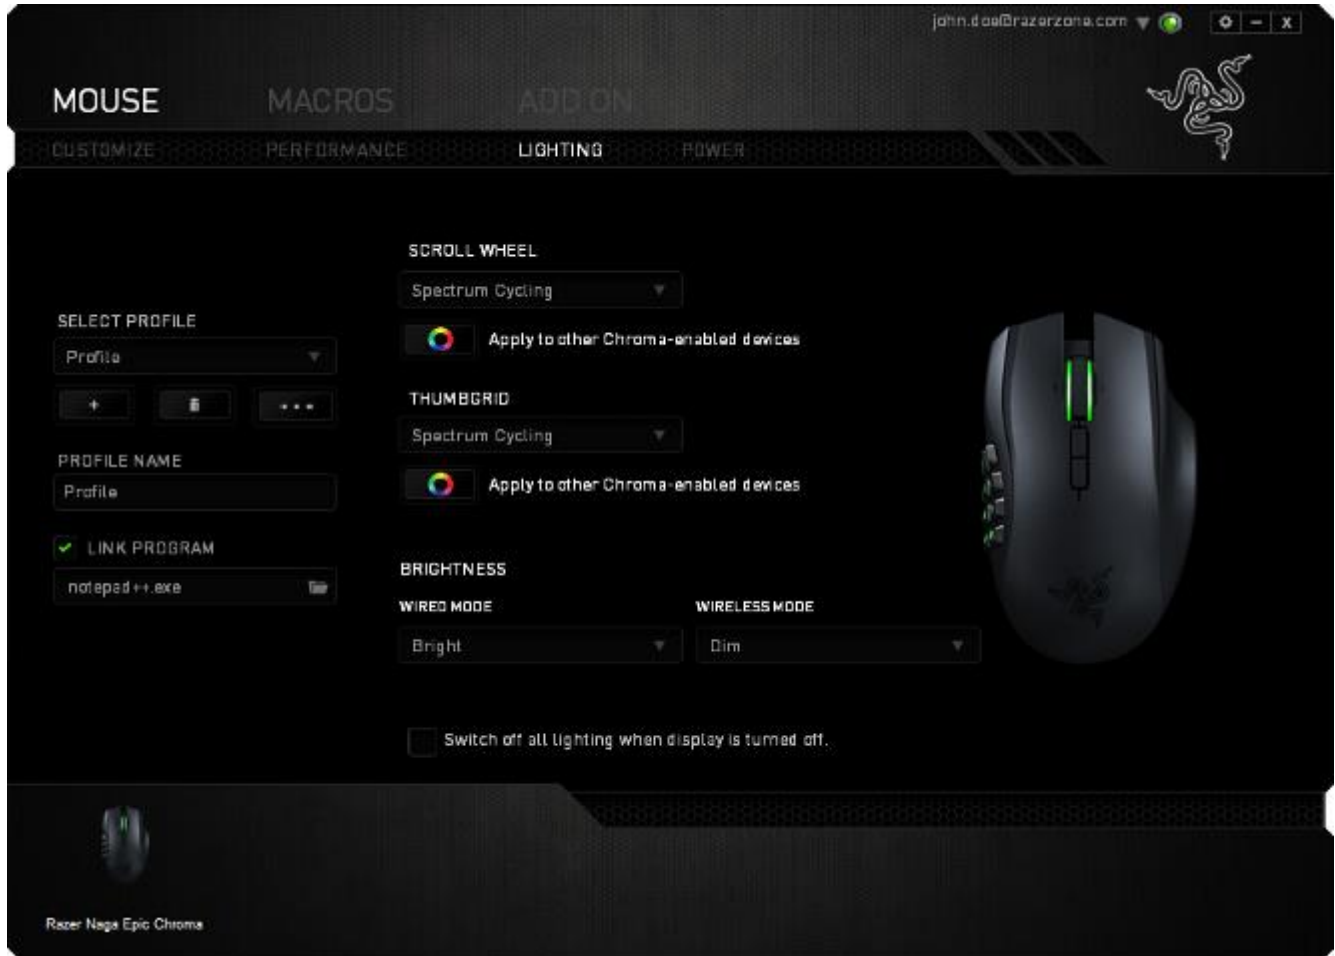 john.doe@razerzone.com
MOUSE MACROS ADD ON
CUSTOMIZE PERFORMANCE LIGHTING POWER
SELECT PROFILE
Profile
+
PROFILE NAME
Profile
LINK PROGRAM
notepad++.exe
SCROLL WHEEL
Spectrum Cycling
Apply to other Chroma-enabled devices
THUMBGRID
Spectrum Cycling
Apply to other Chroma-enabled devices
BRIGHTNESS
WIRED MODE WIRELESS MODE
Bright Dim
Switch off all lighting when display is turned off.
Razer Naga Epic Chroma